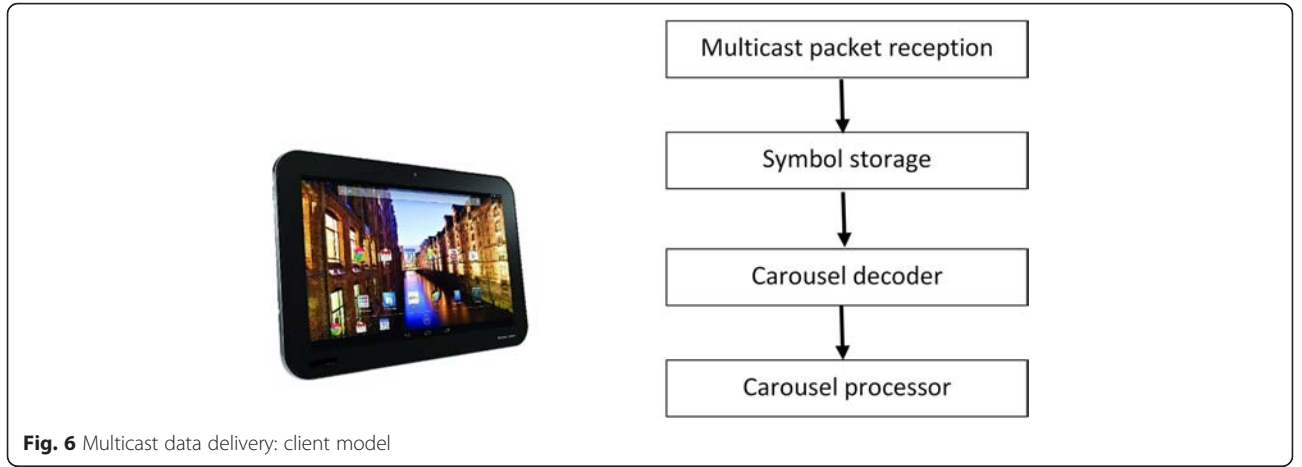 Multicast packet reception
Symbol storage
Carousel decoder
Carousel processor
Fig. 6 Multicast data delivery: client model